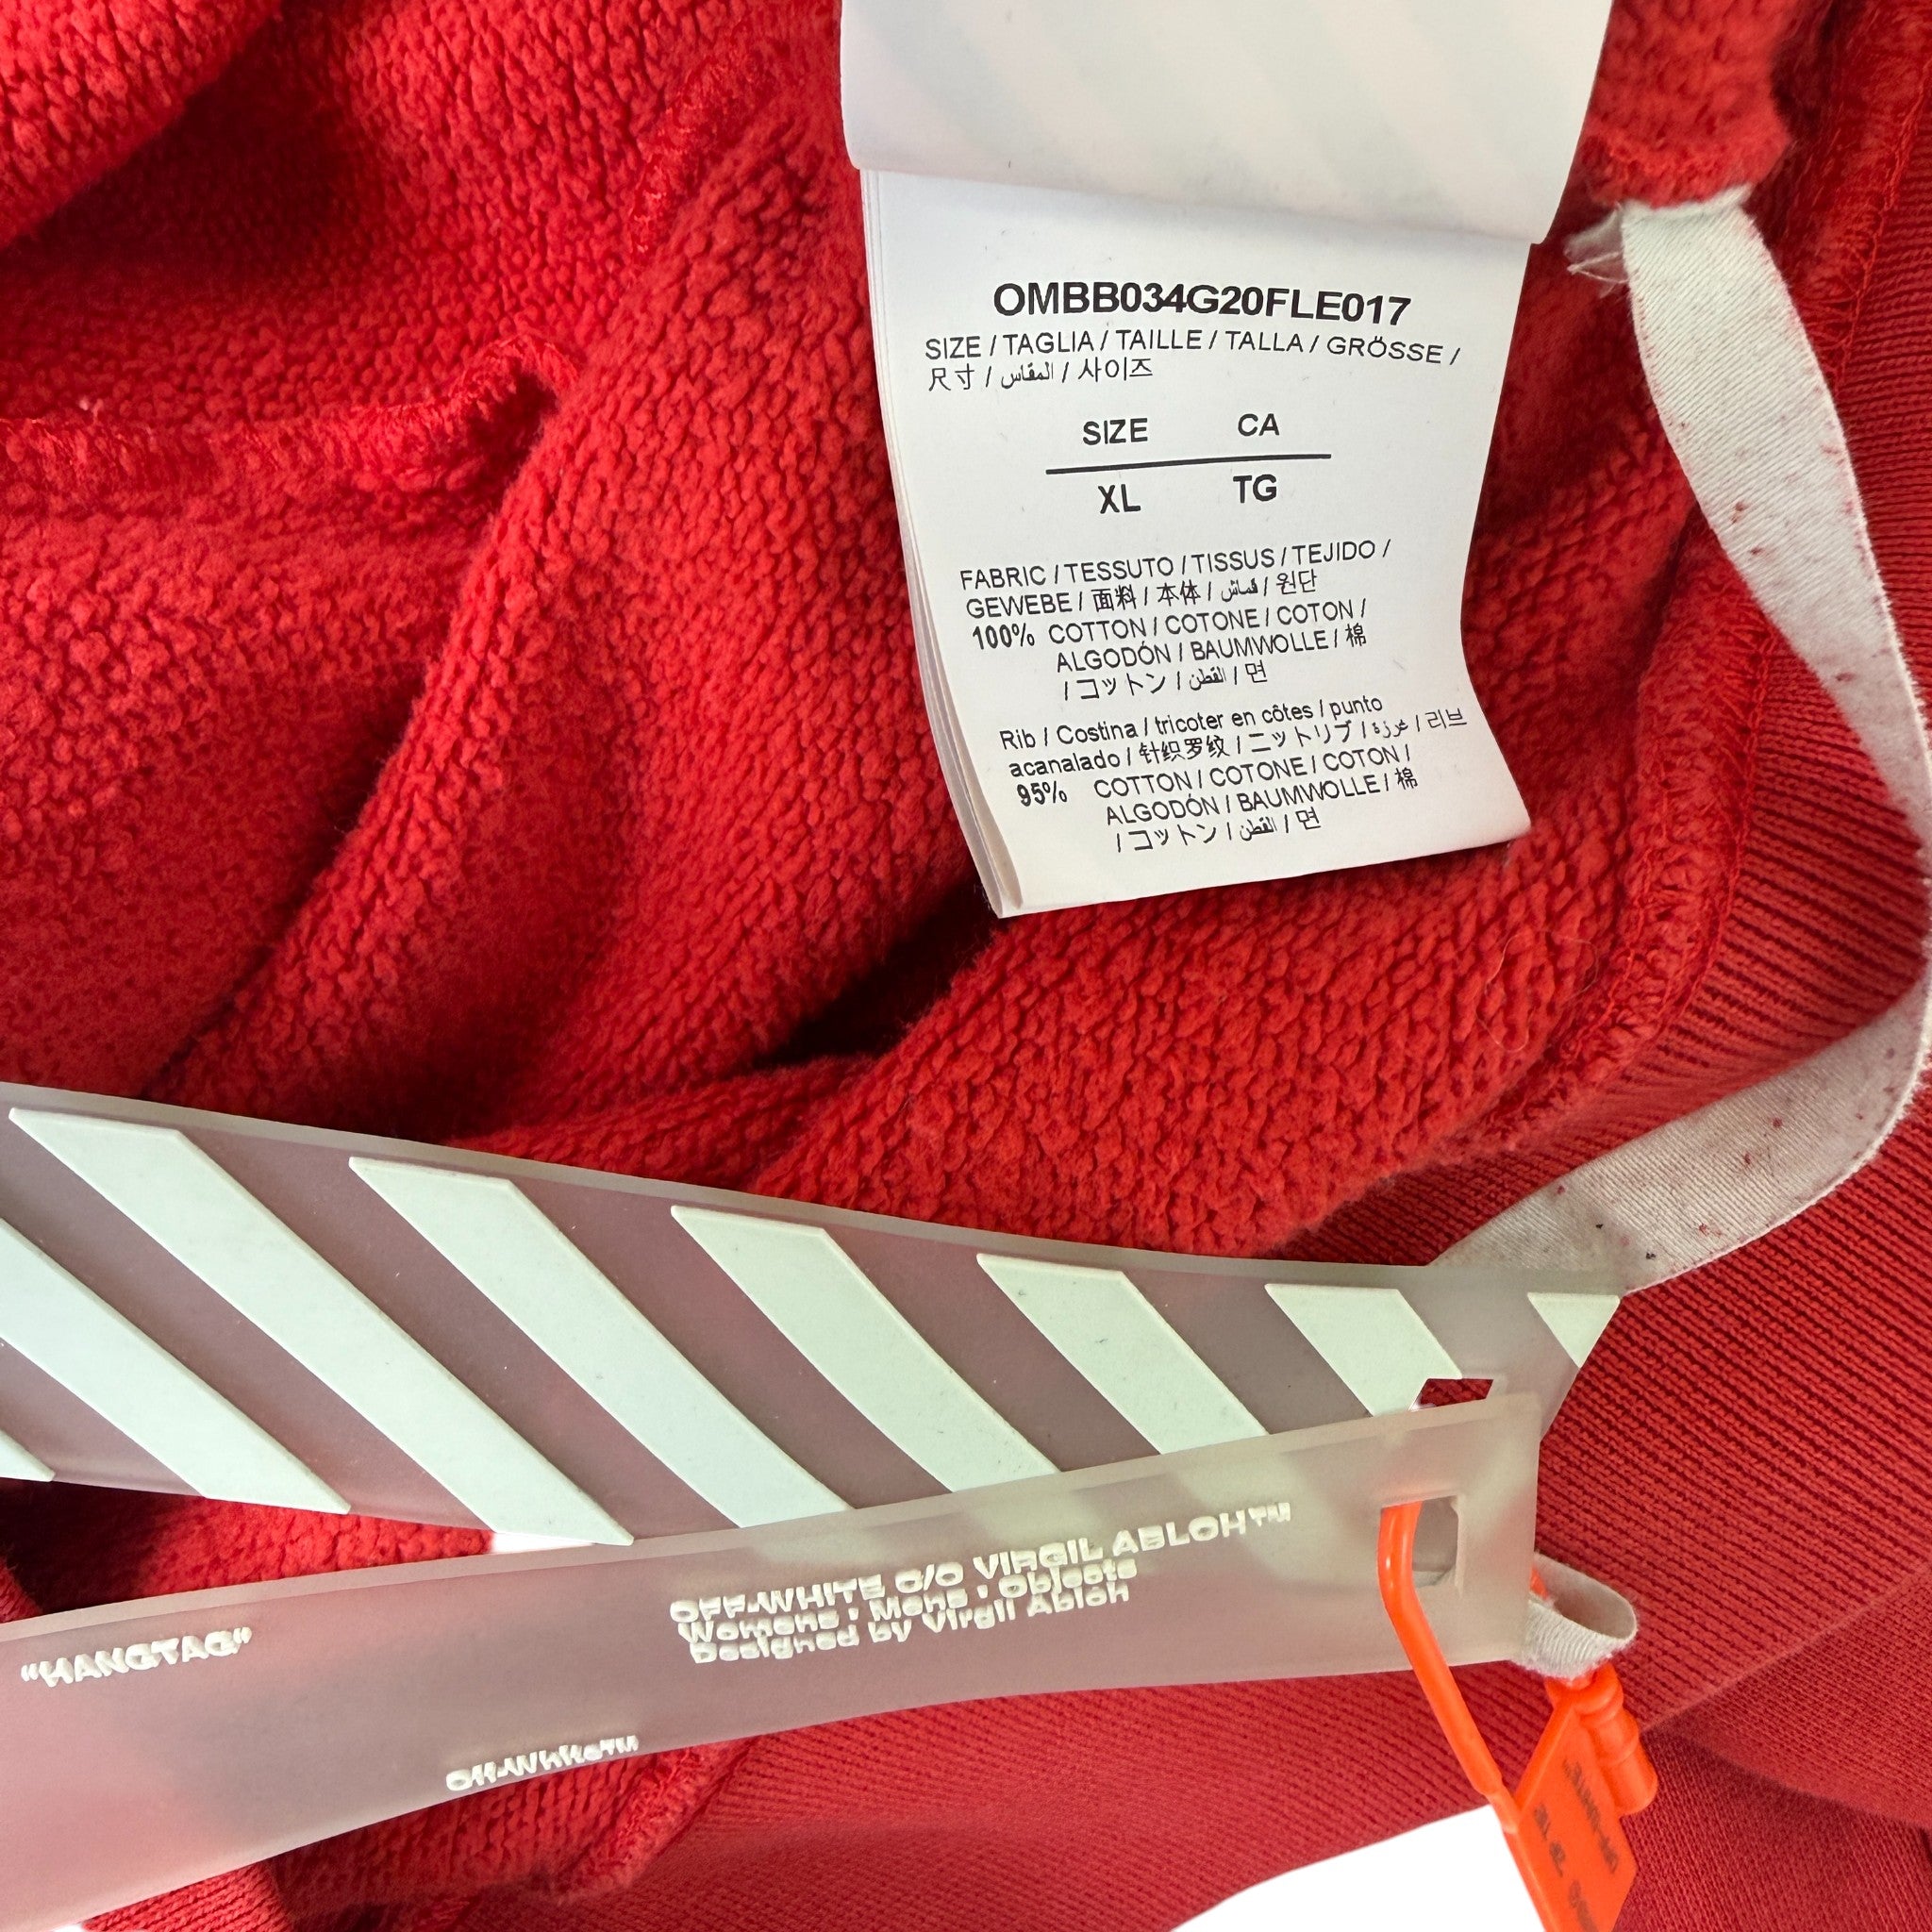 OMBB034G20FLE017
SIZE / TAGLIA / TAILLE / TALLA / GRÖSSE /
尺寸 / المقاس / 사이즈
SIZE CA
XL TG
FABRIC / TESSUTO / TISSUS / TEJIDO /
GEWEBE / 面料 / 本体 / قماش / 원단
100% COTTON / COTONE / COTON /
ALGODÓN / BAUMWOLLE / 棉
/ コットン / القطن / 면
Rib / Costina / tricoter en côtes / punto
acanalado / 针织罗纹 / ニットリブ / غرزة / 리브
95% COTTON / COTONE / COTON /
ALGODÓN / BAUMWOLLE / 棉
/ コットン / القطن / 면
OFF-WHITE C/O VIRGIL ABLOH™
Womens , Mens , Objects
Designed by Virgil Abloh
"HANGTAG"
Off-White™